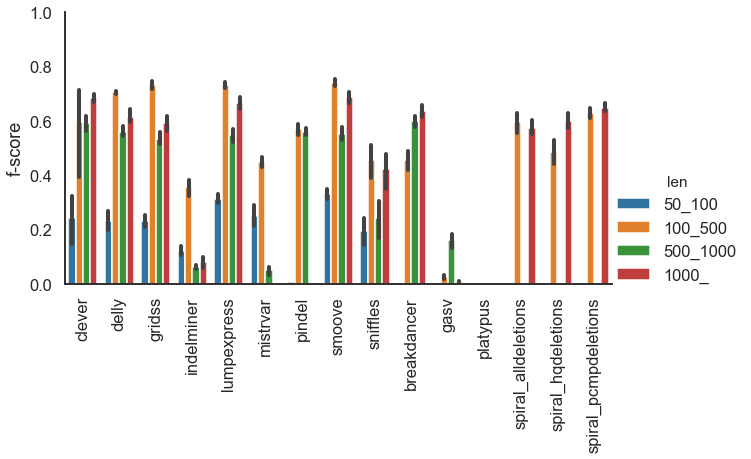 1.0
0.8
0.6
0.4
0.2
0.0
f-score
clever
delly
gridss
indelminer
lumpexpress
mistrvar
pindel
smoove
sniffles
breakdancer
gasv
platypus
spiral_alldeletions
spiral_hqdeletions
spiral_pcmpdeletions
len
50_100
100_500
500_1000
1000_